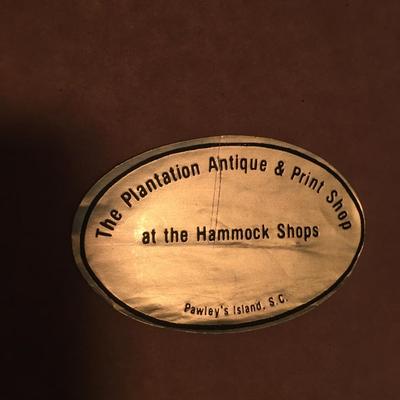 The Plantation Antique & Print Shop
at the Hammock Shops
Pawley's Island, S.C.